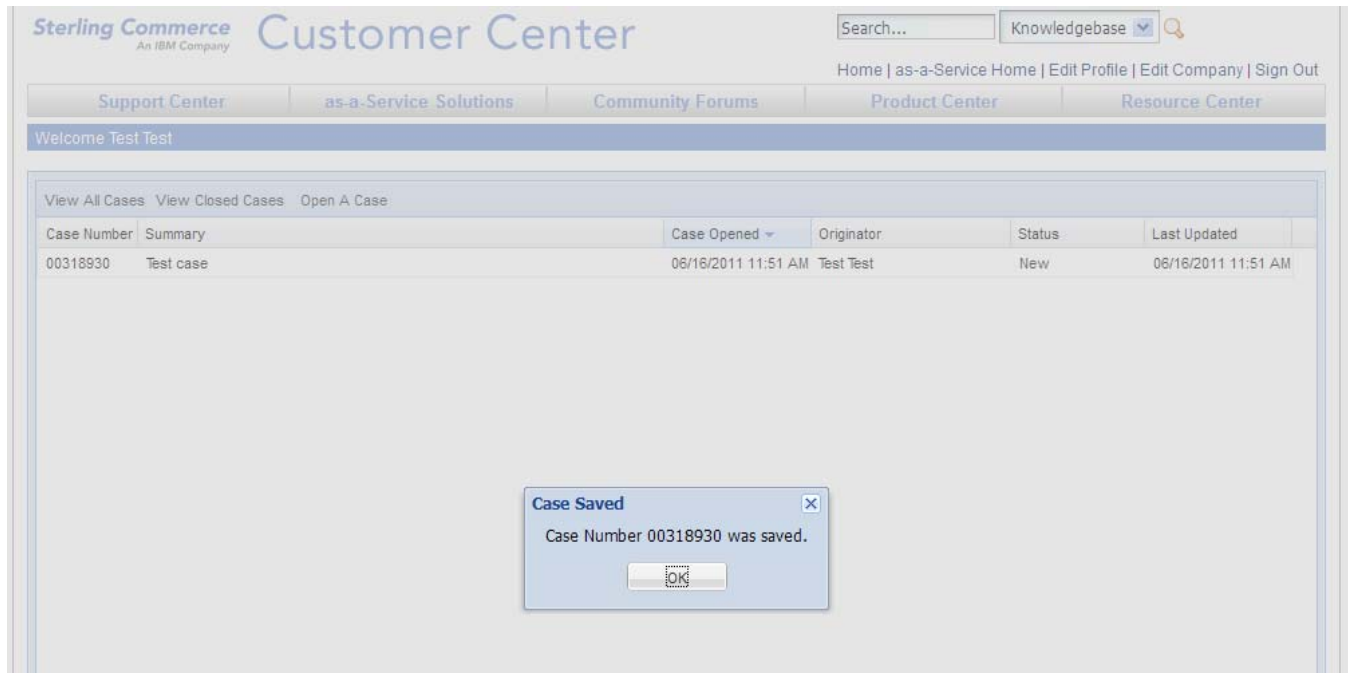 Sterling Commerce
An IBM Company
Customer Center
Search...
Knowledgebase
Home | as-a-Service Home | Edit Profile | Edit Company | Sign Out
Support Center
as-a-Service Solutions
Community Forums
Product Center
Resource Center
Welcome Test Test
View All Cases View Closed Cases Open A Case
Case Number Summary Case Opened Originator Status Last Updated
00318930 Test case 06/16/2011 11:51 AM Test Test New 06/16/2011 11:51 AM
Case Saved
Case Number 00318930 was saved.
OK